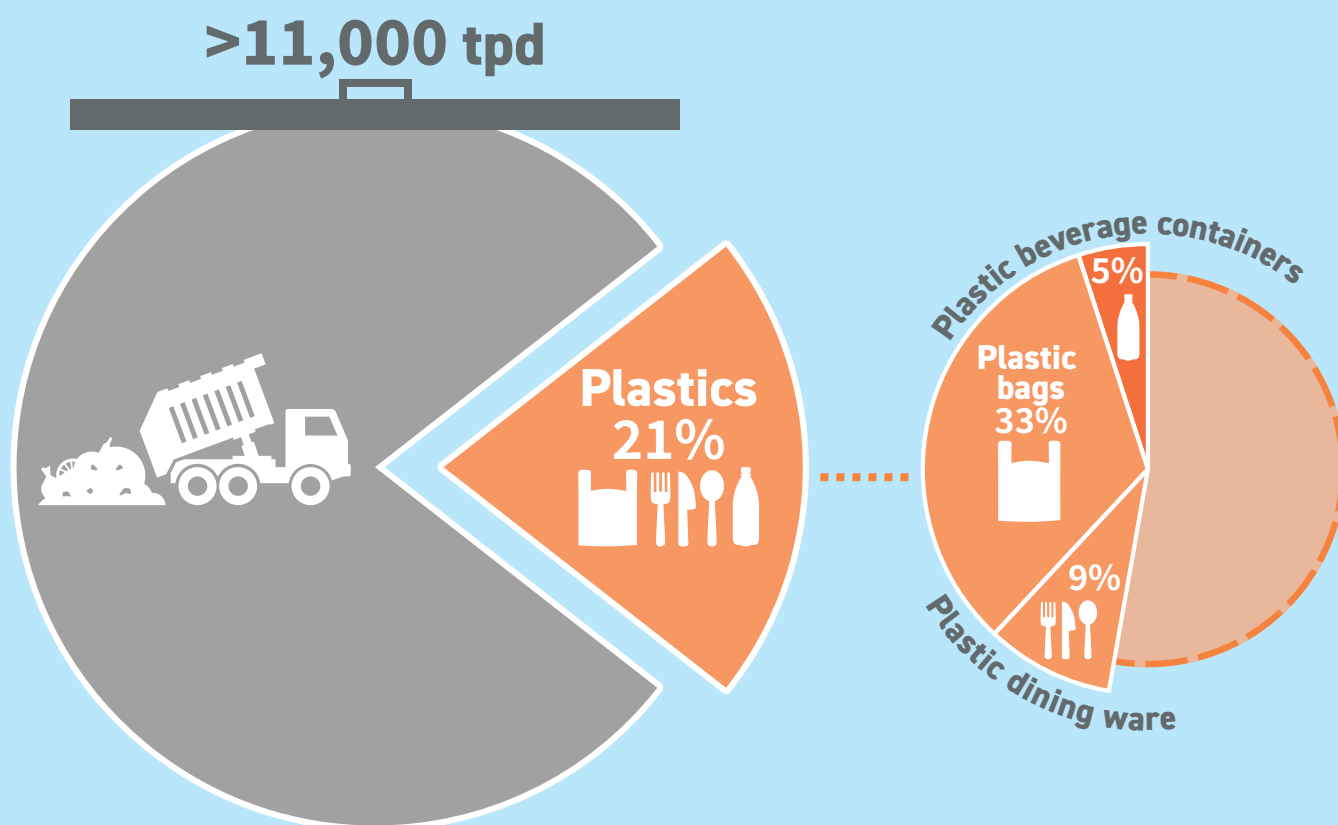 >11,000 tpd
Plastics
21%
Plastic beverage containers
5%
Plastic
bags
33%
9%
Plastic dining ware